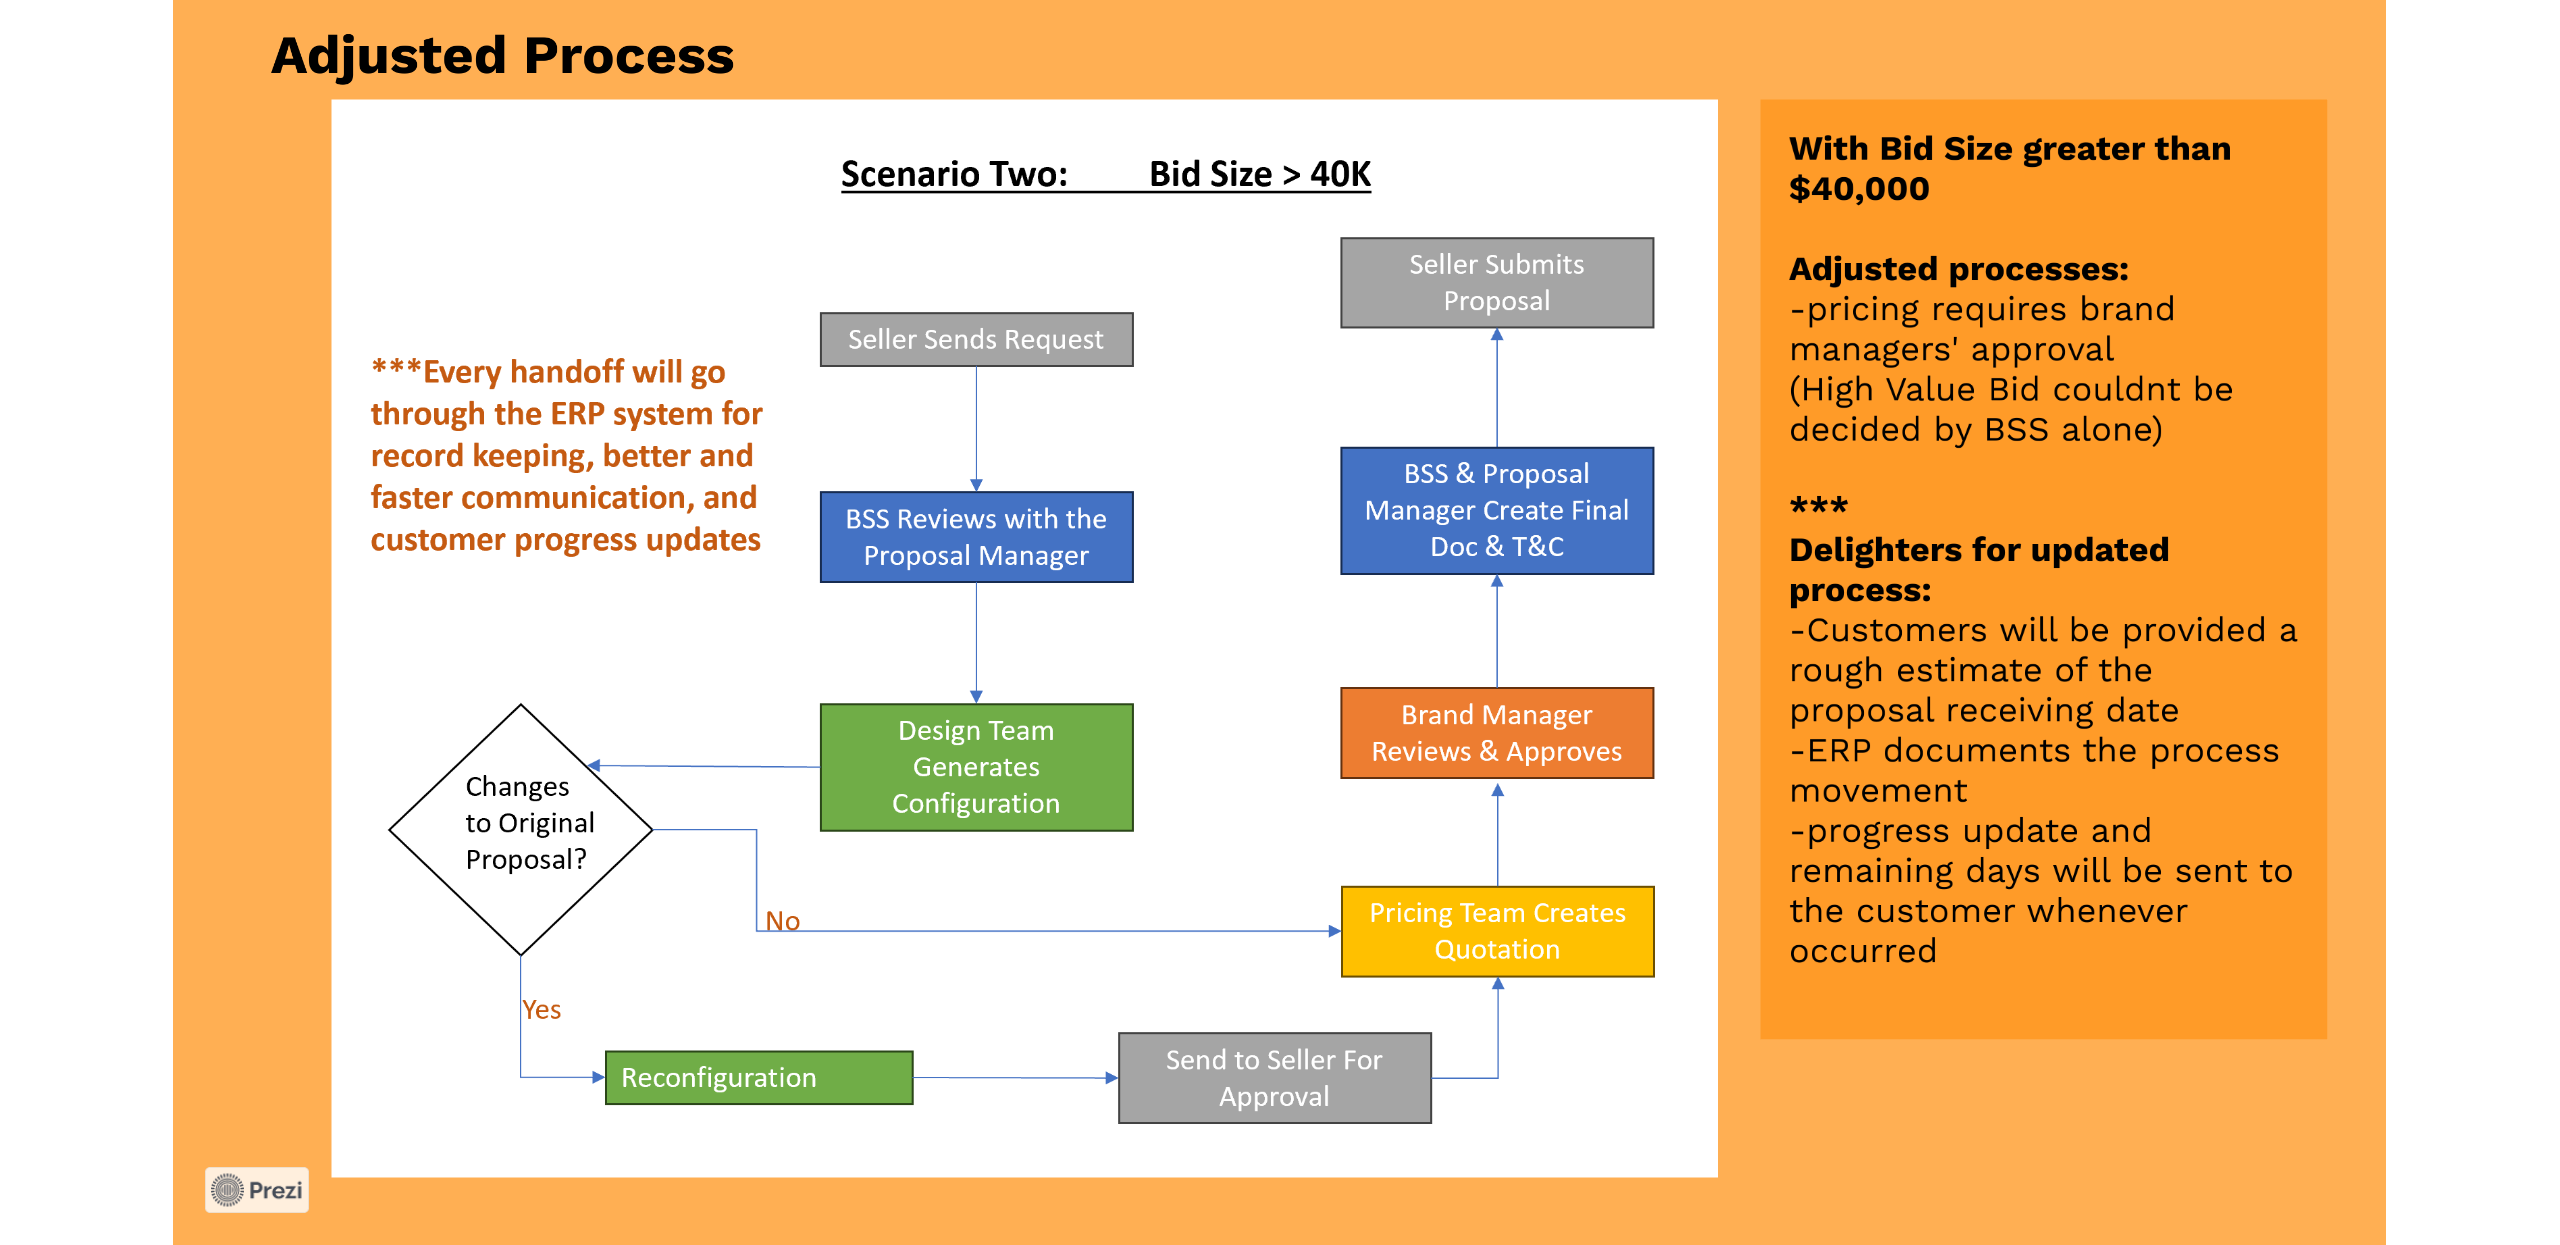 Adjusted Process
Scenario Two: Bid Size > 40K
***Every handoff will go
through the ERP system for
record keeping, better and
faster communication, and
customer progress updates
Seller Sends Request
BSS Reviews with the
Proposal Manager
Design Team
Generates
Configuration
Changes
to Original
Proposal?
No
Yes
Reconfiguration
Send to Seller For
Approval
Pricing Team Creates
Quotation
Brand Manager
Reviews & Approves
BSS & Proposal
Manager Create Final
Doc & T&C
Seller Submits
Proposal
With Bid Size greater than
$40,000
Adjusted processes:
-pricing requires brand
managers' approval
(High Value Bid couldnt be
decided by BSS alone)
***
Delighters for updated
process:
-Customers will be provided a
rough estimate of the
proposal receiving date
-ERP documents the process
movement
-progress update and
remaining days will be sent to
the customer whenever
occurred
Prezi